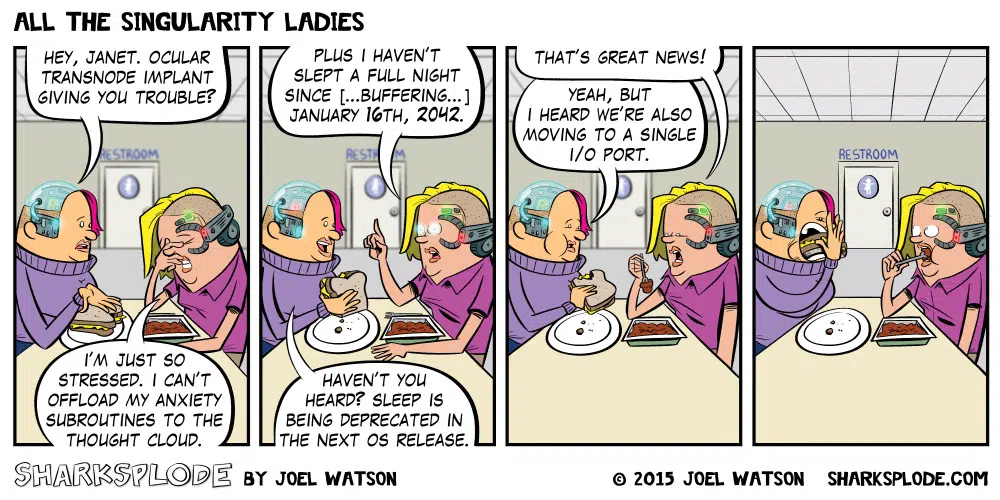 ALL THE SINGULARITY LADIES
HEY, JANET. OCULAR
TRANSNODE IMPLANT
GIVING YOU TROUBLE?
RESTROOM
I'M JUST SO
STRESSED. I CAN'T
OFFLOAD MY ANXIETY
SUBROUTINES TO THE
THOUGHT CLOUD.
PLUS I HAVEN'T
SLEPT A FULL NIGHT
SINCE [...BUFFERING...]
JANUARY 16TH, 2042.
RESTROOM
HAVEN'T YOU
HEARD? SLEEP IS
BEING DEPRECATED IN
THE NEXT OS RELEASE.
THAT'S GREAT NEWS!
YEAH, BUT
I HEARD WE'RE ALSO
MOVING TO A SINGLE
I/O PORT.
RESTROOM
SHARKSPLODE BY JOEL WATSON
© 2015 JOEL WATSON SHARKSPLODE.COM